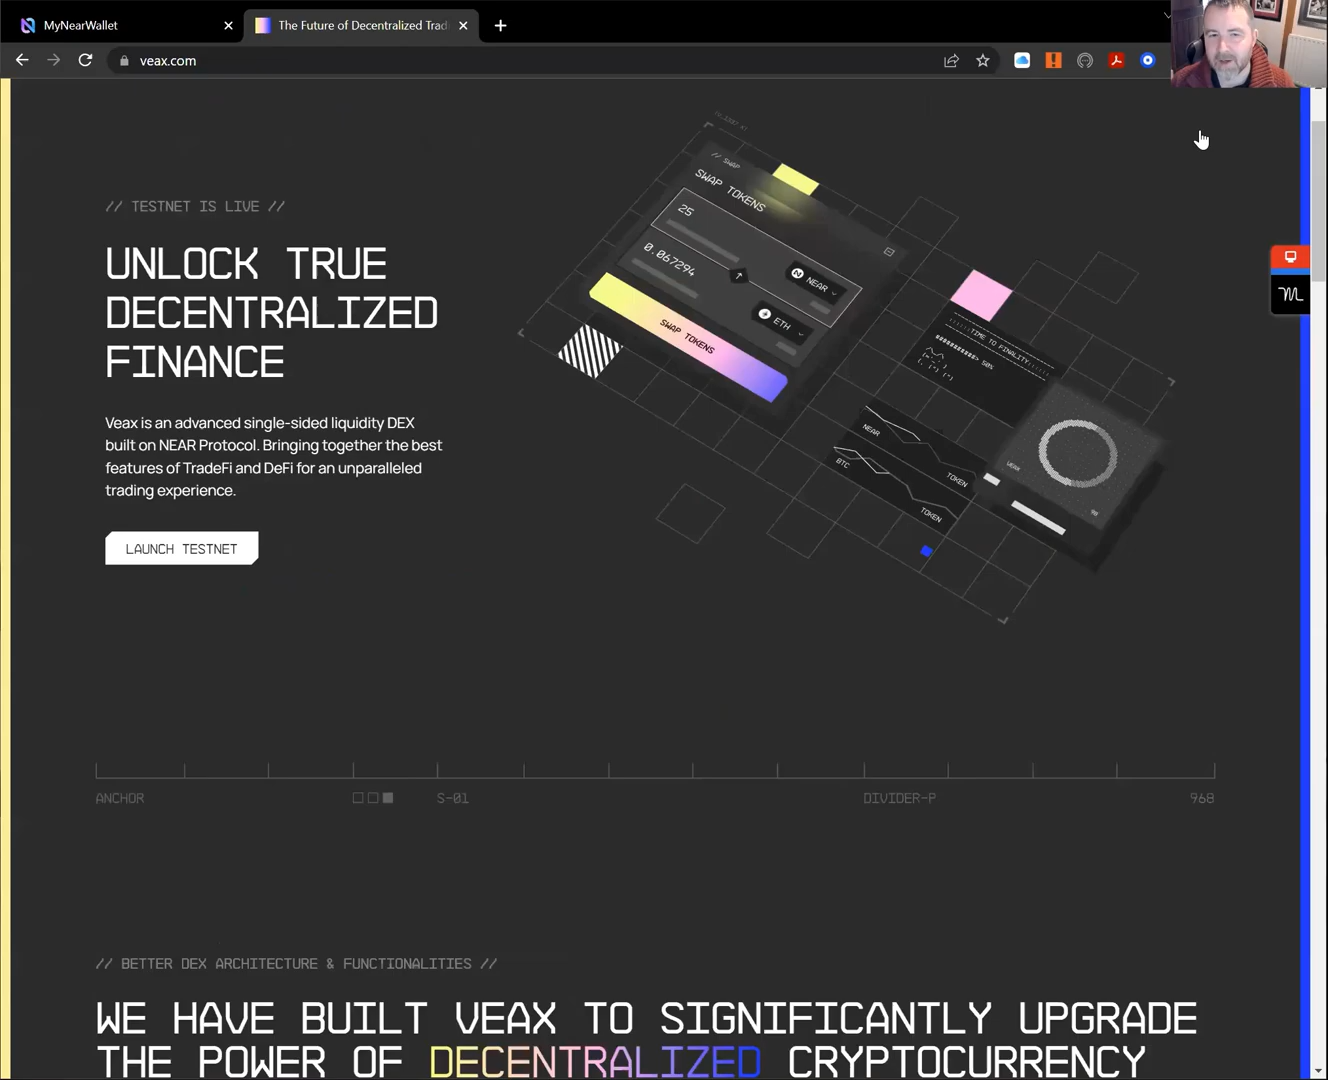 MyNearWallet
The Future of Decentralized Trad
veax.com
// TESTNET IS LIVE //
UNLOCK TRUE
DECENTRALIZED
FINANCE
Veax is an advanced single-sided liquidity DEX
built on NEAR Protocol. Bringing together the best
features of TradeFi and DeFi for an unparalleled
trading experience.
LAUNCH TESTNET
// SWAP
SWAP TOKENS
25
NEAR
0.067294
ETH
SWAP TOKENS
TIME TO FINALITY
50%
NEAR
TOKEN
BTC
TOKEN
VEAX
ANCHOR
S-01
DIVIDER-P
968
// BETTER DEX ARCHITECTURE & FUNCTIONALITIES //
WE HAVE BUILT VEAX TO SIGNIFICANTLY UPGRADE
THE POWER OF DECENTRALIZED CRYPTOCURRENCY